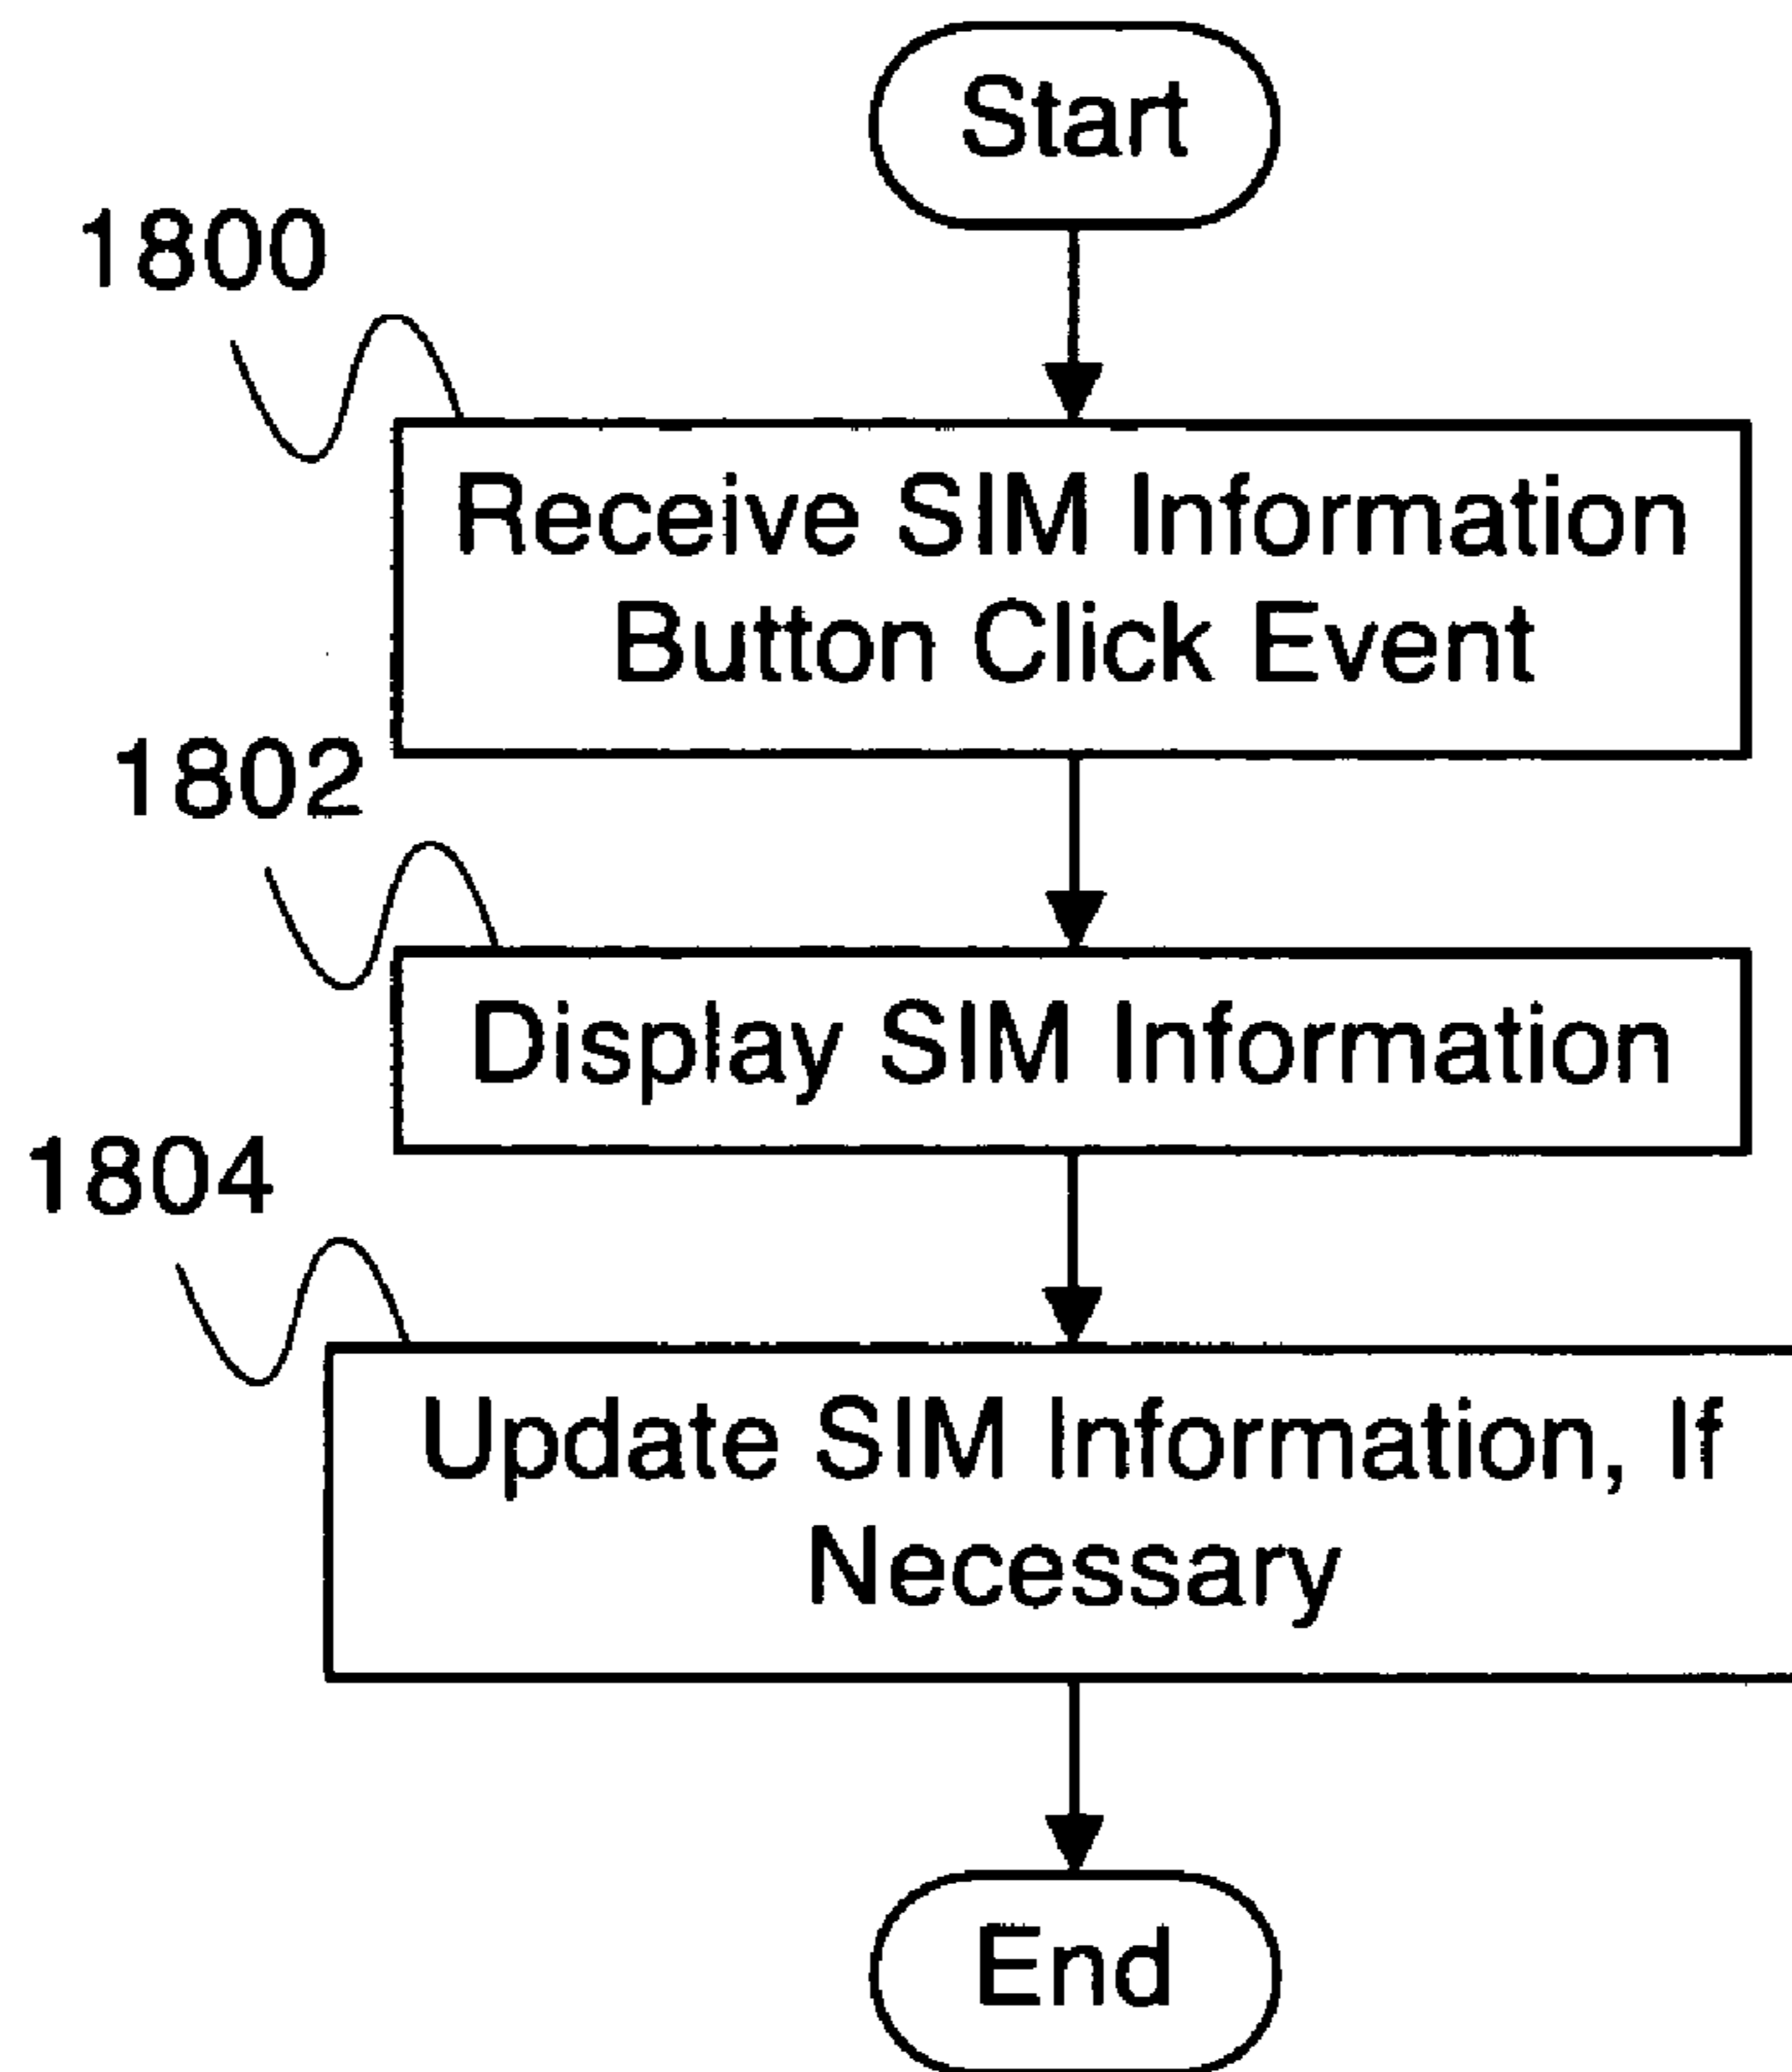 Start
1800
Receive SIM Information
Button Click Event
1802
Display SIM Information
1804
Update SIM Information, If
Necessary
End